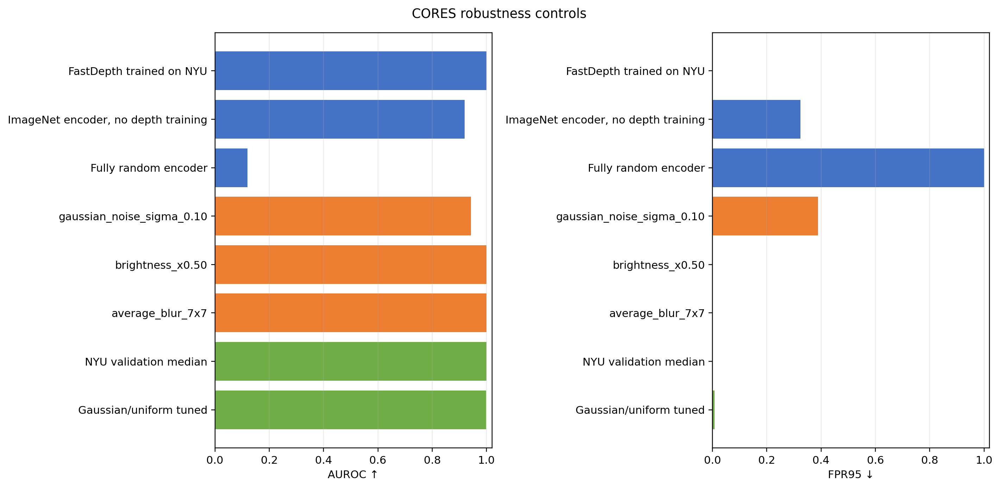 CORES robustness controls
FastDepth trained on NYU
ImageNet encoder, no depth training
Fully random encoder
gaussian_noise_sigma_0.10
brightness_x0.50
average_blur_7x7
NYU validation median
Gaussian/uniform tuned
0.0 0.2 0.4 0.6 0.8 1.0
AUROC ↑
FastDepth trained on NYU
ImageNet encoder, no depth training
Fully random encoder
gaussian_noise_sigma_0.10
brightness_x0.50
average_blur_7x7
NYU validation median
Gaussian/uniform tuned
0.0 0.2 0.4 0.6 0.8 1.0
FPR95 ↓